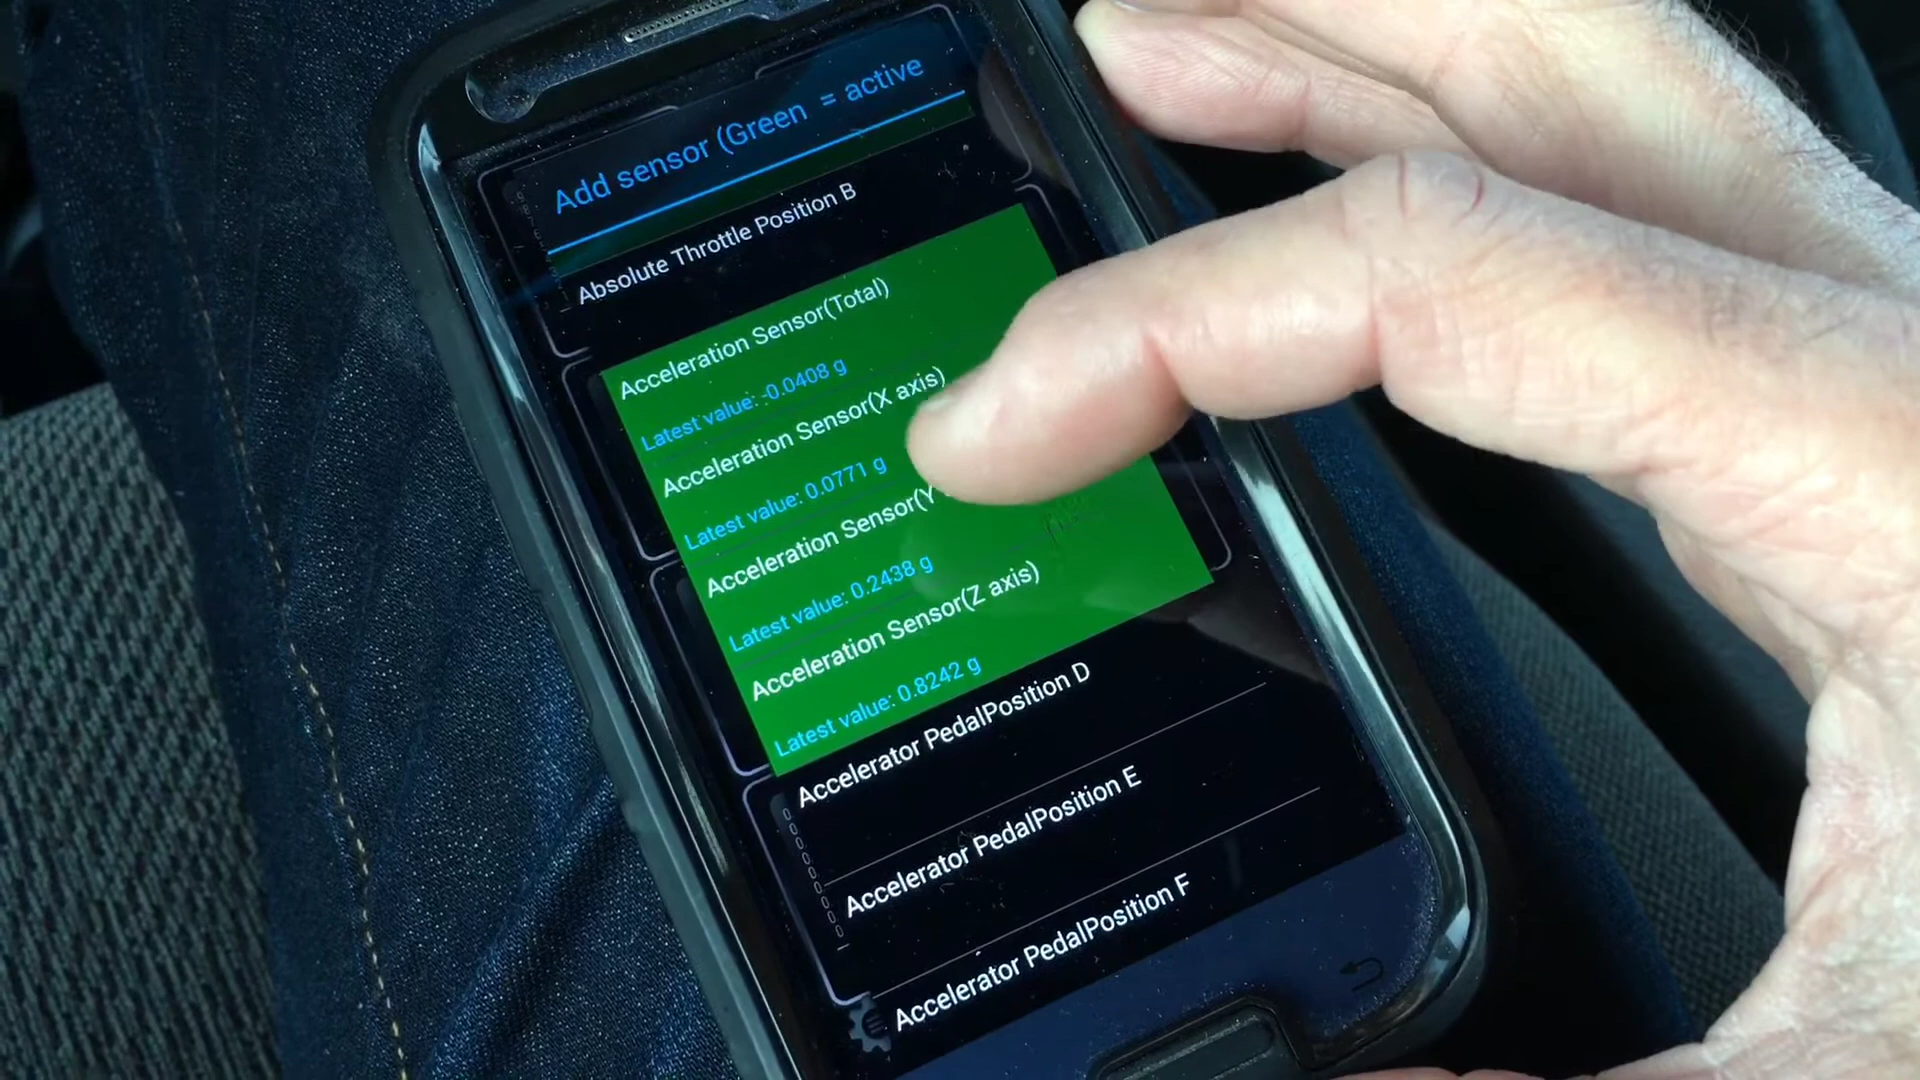 Add sensor (Green = active
Absolute Throttle Position B
Acceleration Sensor(Total)
Latest value: -0.0408 g
Acceleration Sensor(X axis)
Latest value: 0.0771 g
Acceleration Sensor(Y
Latest value: 0.2438 g
Acceleration Sensor(Z axis)
Latest value: 0.8242 g
Accelerator PedalPosition D
Accelerator PedalPosition E
Accelerator PedalPosition F